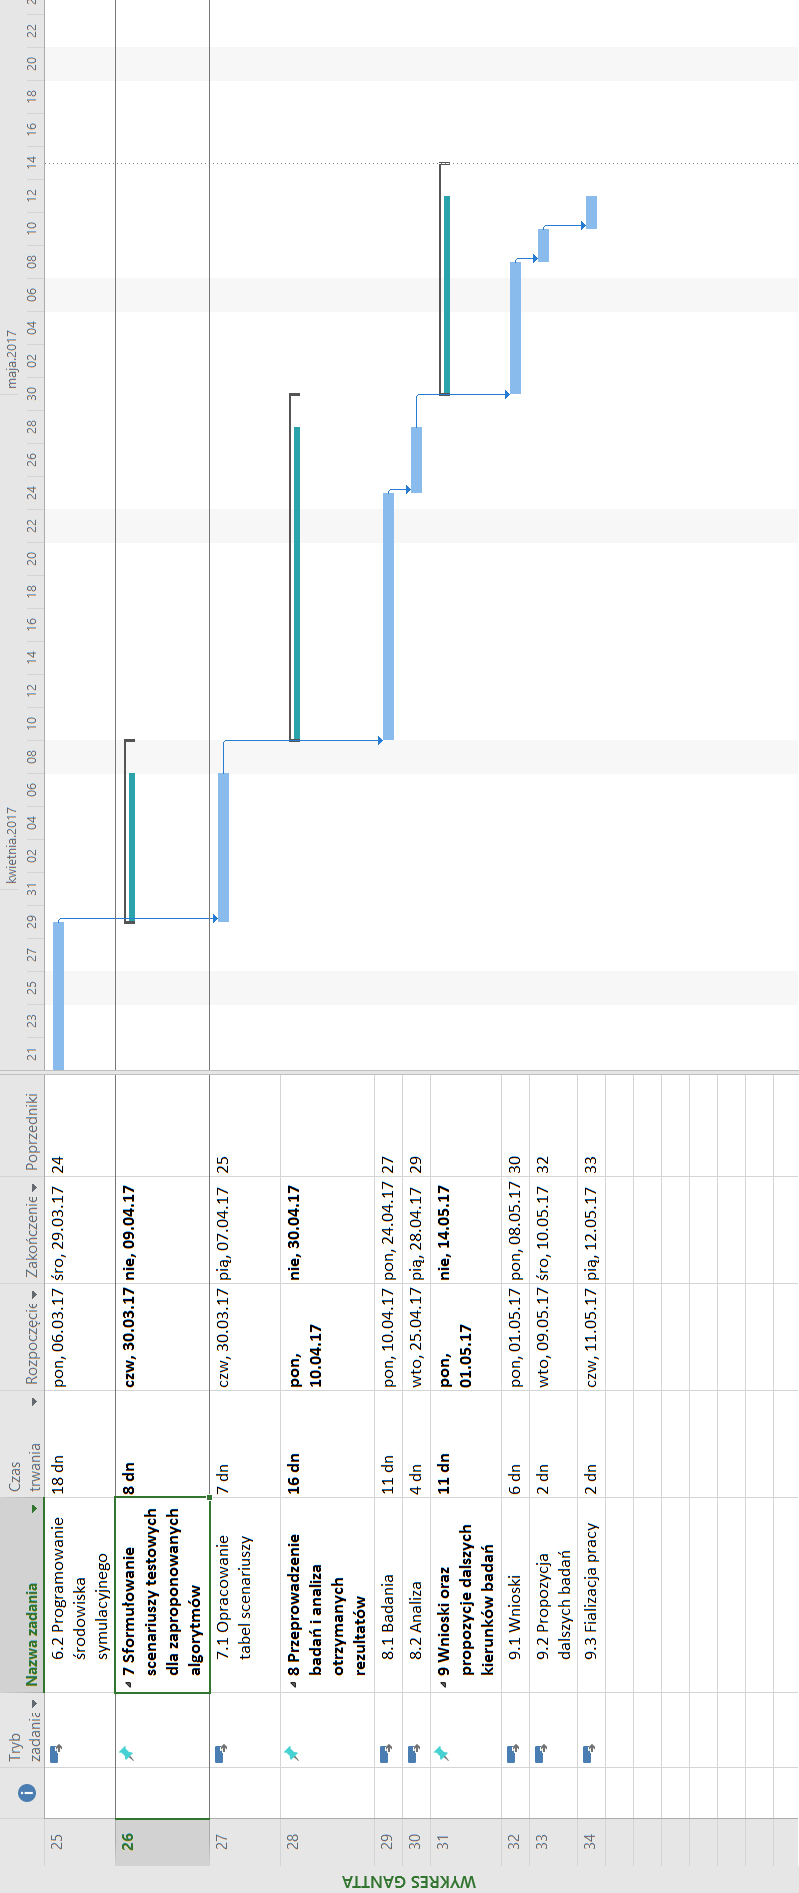 WYKRES GANTTA
Tryb zadanie
Nazwa zadania
Czas trwania
Rozpoczęcie
Zakończenie
Poprzedniki
kwietnia.2017
maja.2017
21 23 25 27 29 31 02 04 06 08 10 12 14 16 18 20 22 24 26 28 30 02 04 06 08 10 12 14 16 18 20 22
25 6.2 Programowanie 18 dn pon, 06.03.17 śro, 29.03.17 24
środowiska
symulacyjnego
26 7 Sformułowanie 8 dn czw, 30.03.17 nie, 09.04.17
scenariuszy testowych
dla zaproponowanych
algorytmów
27 7.1 Opracowanie 7 dn czw, 30.03.17 pią, 07.04.17 25
tabel scenariuszy
28 8 Przeprowadzenie 16 dn pon, nie, 30.04.17
badań i analiza 10.04.17
otrzymanych
rezultatów
29 8.1 Badania 11 dn pon, 10.04.17 pon, 24.04.17 27
30 8.2 Analiza 4 dn wto, 25.04.17 pią, 28.04.17 29
31 9 Wnioski oraz 11 dn pon, nie, 14.05.17
propozycje dalszych 01.05.17
kierunków badań
32 9.1 Wnioski 6 dn pon, 01.05.17 pon, 08.05.17 30
33 9.2 Propozycja 2 dn wto, 09.05.17 śro, 10.05.17 32
dalszych badań
34 9.3 Fializacja pracy 2 dn czw, 11.05.17 pią, 12.05.17 33